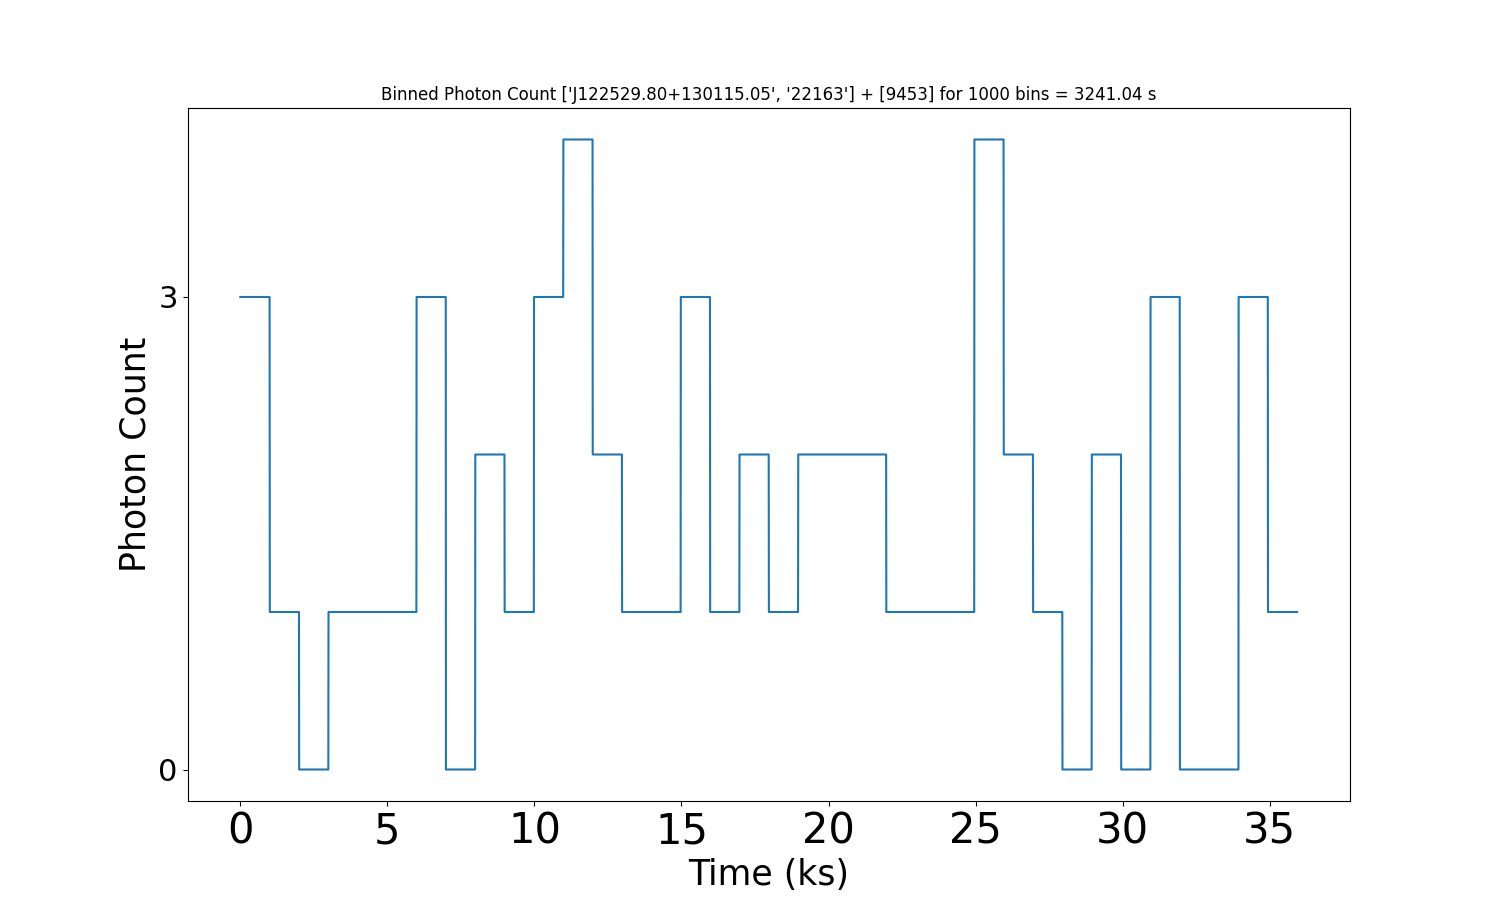 Binned Photon Count ['J122529.80+130115.05', '22163'] + [9453] for 1000 bins = 3241.04 s
3
Photon Count
0
0 5 10 15 20 25 30 35
Time (ks)